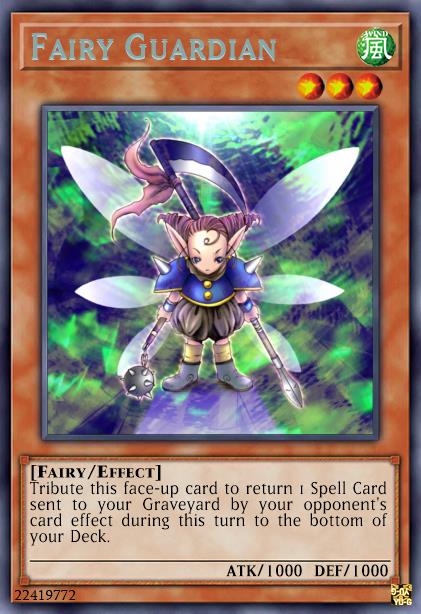 FAIRY GUARDIAN
WIND
風
[FAIRY/EFFECT]
Tribute this face-up card to return 1 Spell Card
sent to your Graveyard by your opponent's
card effect during this turn to the bottom of
your Deck.
ATK/1000 DEF/1000
22419772